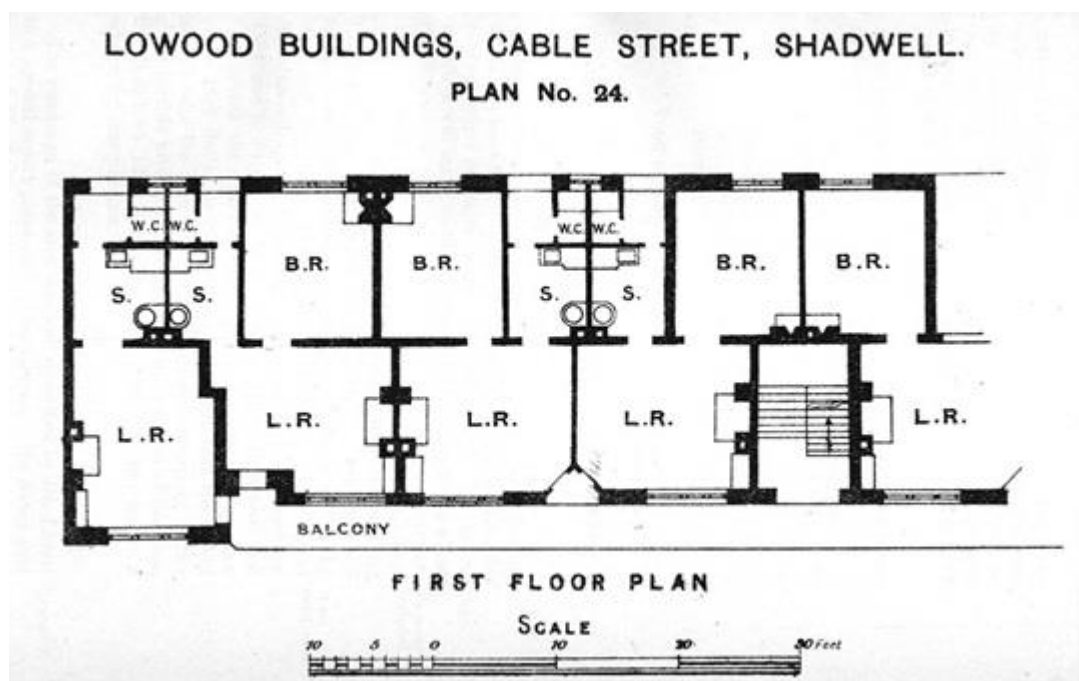 LOWOOD BUILDINGS, CABLE STREET, SHADWELL.
PLAN No. 24.
W.C. W.C. W.C. W.C.
B.R. B.R. B.R. B.R.
S. S. S. S.
L.R. L.R. L.R. L.R. L.R.
BALCONY
FIRST FLOOR PLAN
SCALE
10 5 0 10 20 30 Feet